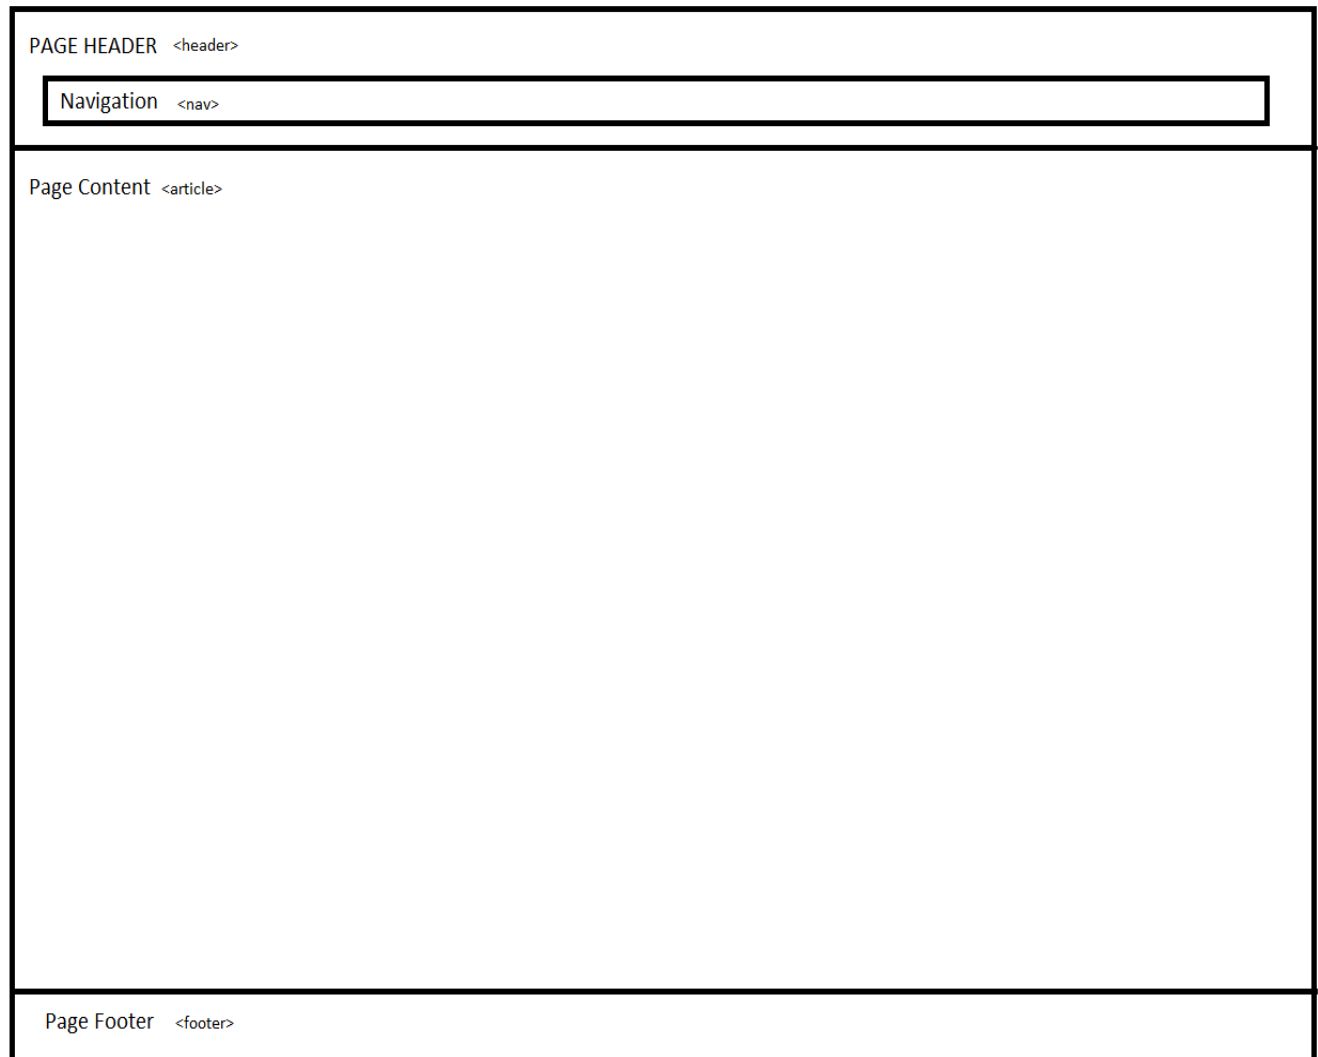 PAGE HEADER <header>
Navigation <nav>
Page Content <article>
Page Footer <footer>